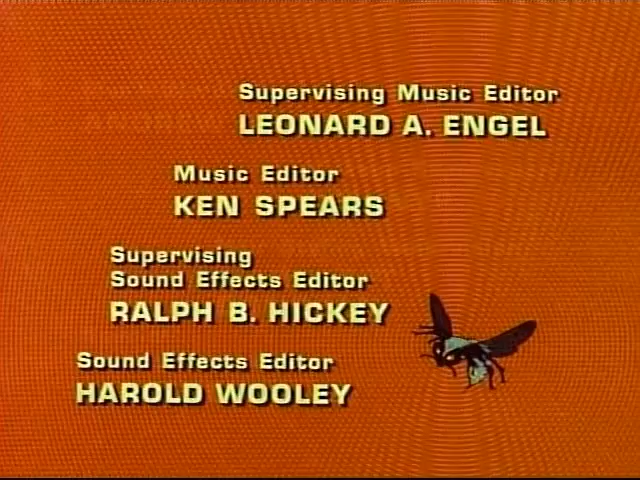 Supervising Music Editor
LEONARD A. ENGEL
Music Editor
KEN SPEARS
Supervising
Sound Effects Editor
RALPH B. HICKEY
Sound Effects Editor
HAROLD WOOLEY